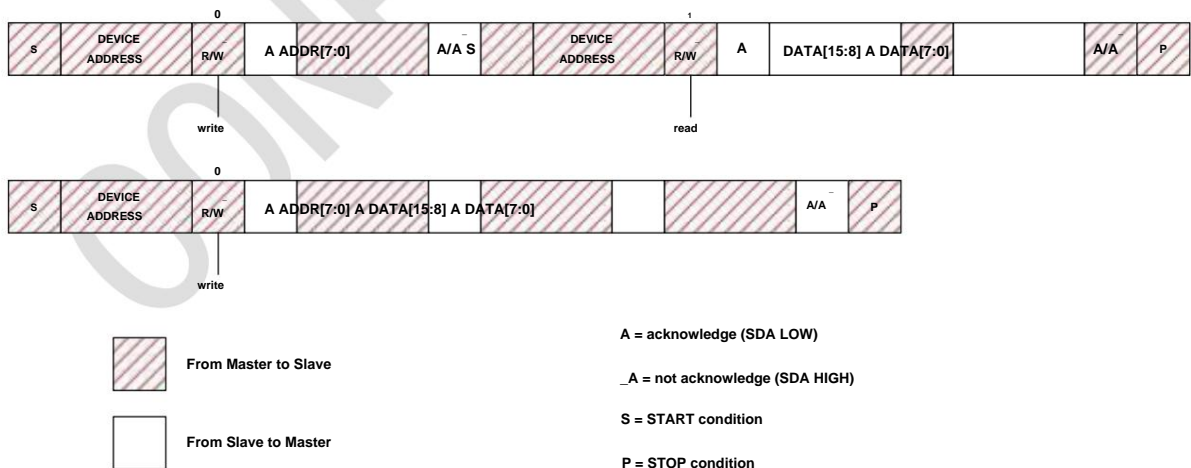 0 1
S DEVICE ADDRESS R/W¯ A ADDR[7:0] A/A¯ S DEVICE ADDRESS R/W¯ A DATA[15:8] A DATA[7:0] A/A¯ P
write read
0
S DEVICE ADDRESS R/W¯ A ADDR[7:0] A DATA[15:8] A DATA[7:0] A/A¯ P
write
From Master to Slave
From Slave to Master
A = acknowledge (SDA LOW)
_A = not acknowledge (SDA HIGH)
S = START condition
P = STOP condition